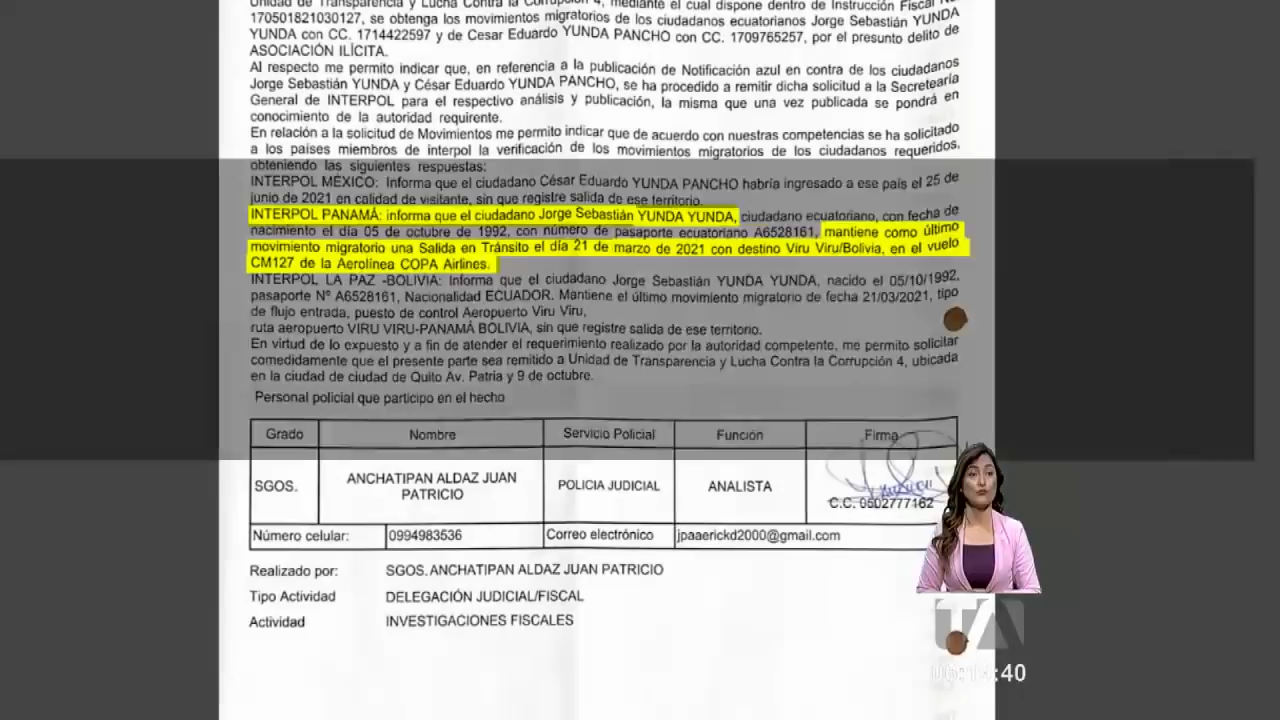 Unidad de Transparencia y Lucha Contra la Corrupción 4, mediante el cual dispone dentro de Instrucción Fiscal
170501821030127, se obtenga los movimientos migratorios de los ciudadanos ecuatorianos Jorge Sebastián YUNDA
YUNDA con CC. 1714422597 y de Cesar Eduardo YUNDA PANCHO con CC. 1709765257, por el presunto delito de
ASOCIACIÓN ILÍCITA.
Al respecto me permito indicar que, en referencia a la publicación de Notificación azul en contra de los ciudadanos
Jorge Sebastián YUNDA y César Eduardo YUNDA PANCHO, se ha procedido a remitir dicha solicitud a la Secretearía
General de INTERPOL para el respectivo análisis y publicación, la misma que una vez publicada se pondrá en
conocimiento de la autoridad requirente.
En relación a la solicitud de Movimientos me permito indicar que de acuerdo con nuestras competencias se ha solicitado
a los países miembros de interpol la verificación de los movimientos migratorios de los ciudadanos requeridos,
obteniendo las siguientes respuestas:
INTERPOL MÉXICO: Informa que el ciudadano César Eduardo YUNDA PANCHO habría ingresado a ese país el 25 de
junio de 2021 en calidad de visitante, sin que registre salida de ese territorio.
INTERPOL PANAMÁ: informa que el ciudadano Jorge Sebastián YUNDA YUNDA, ciudadano ecuatoriano, con fecha de
nacimiento el día 05 de octubre de 1992, con número de pasaporte ecuatoriano A6528161, mantiene como último
movimiento migratorio una Salida en Tránsito el día 21 de marzo de 2021 con destino Viru Viru/Bolivia, en el vuelo
CM127 de la Aerolínea COPA Airlines.
INTERPOL LA PAZ -BOLIVIA: Informa que el ciudadano Jorge Sebastián YUNDA YUNDA, nacido el 05/10/1992,
pasaporte Nº A6528161, Nacionalidad ECUADOR. Mantiene el último movimiento migratorio de fecha 21/03/2021, tipo
de flujo entrada, puesto de control Aeropuerto Viru Viru,
ruta aeropuerto VIRU VIRU-PANAMÁ BOLIVIA, sin que registre salida de ese territorio.
En virtud de lo expuesto y a fin de atender el requerimiento realizado por la autoridad competente, me permito solicitar
comedidamente que el presente parte sea remitido a Unidad de Transparencia y Lucha Contra la Corrupción 4, ubicada
en la ciudad de ciudad de Quito Av. Patria y 9 de octubre.
Personal policial que participo en el hecho
Grado Nombre Servicio Policial Función Firma
SGOS. ANCHATIPAN ALDAZ JUAN PATRICIO POLICIA JUDICIAL ANALISTA C.C. 0502777162
Número celular: 0994983536 Correo electrónico jpaaerickd2000@gmail.com
Realizado por: SGOS. ANCHATIPAN ALDAZ JUAN PATRICIO
Tipo Actividad DELEGACIÓN JUDICIAL/FISCAL
Actividad INVESTIGACIONES FISCALES
TA